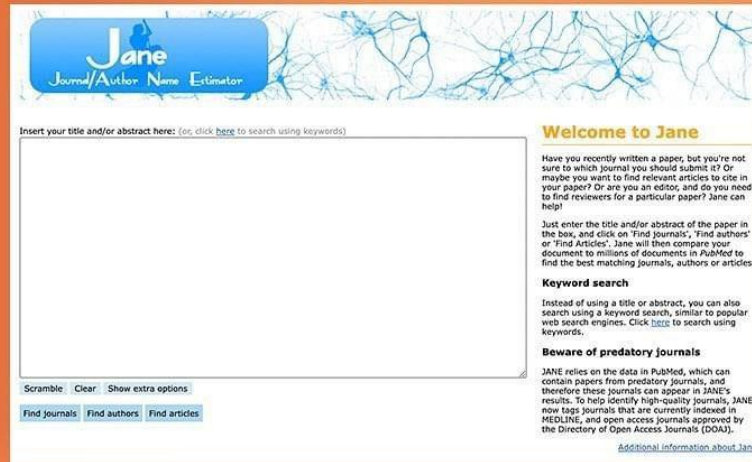 Jane
Journal/Author Name Estimator
Insert your title and/or abstract here: (or, click here to search using keywords)
Scramble Clear Show extra options
Find journals Find authors Find articles
Welcome to Jane
Have you recently written a paper, but you're not
sure to which journal you should submit it? Or
maybe you want to find relevant articles to cite in
your paper? Or are you an editor, and do you need
to find reviewers for a particular paper? Jane can
help!
Just enter the title and/or abstract of the paper in
the box, and click on 'Find journals', 'Find authors'
or 'Find Articles'. Jane will then compare your
document to millions of documents in PubMed to
find the best matching journals, authors or articles
Keyword search
Instead of using a title or abstract, you can also
search using a keyword search, similar to popular
web search engines. Click here to search using
keywords.
Beware of predatory journals
JANE relies on the data in PubMed, which can
contain papers from predatory journals, and
therefore these journals can appear in JANE's
results. To help identify high-quality journals, JANE
now tags journals that are currently indexed in
MEDLINE, and open access journals approved by
the Directory of Open Access Journals (DOAJ).
Additional information about Jan